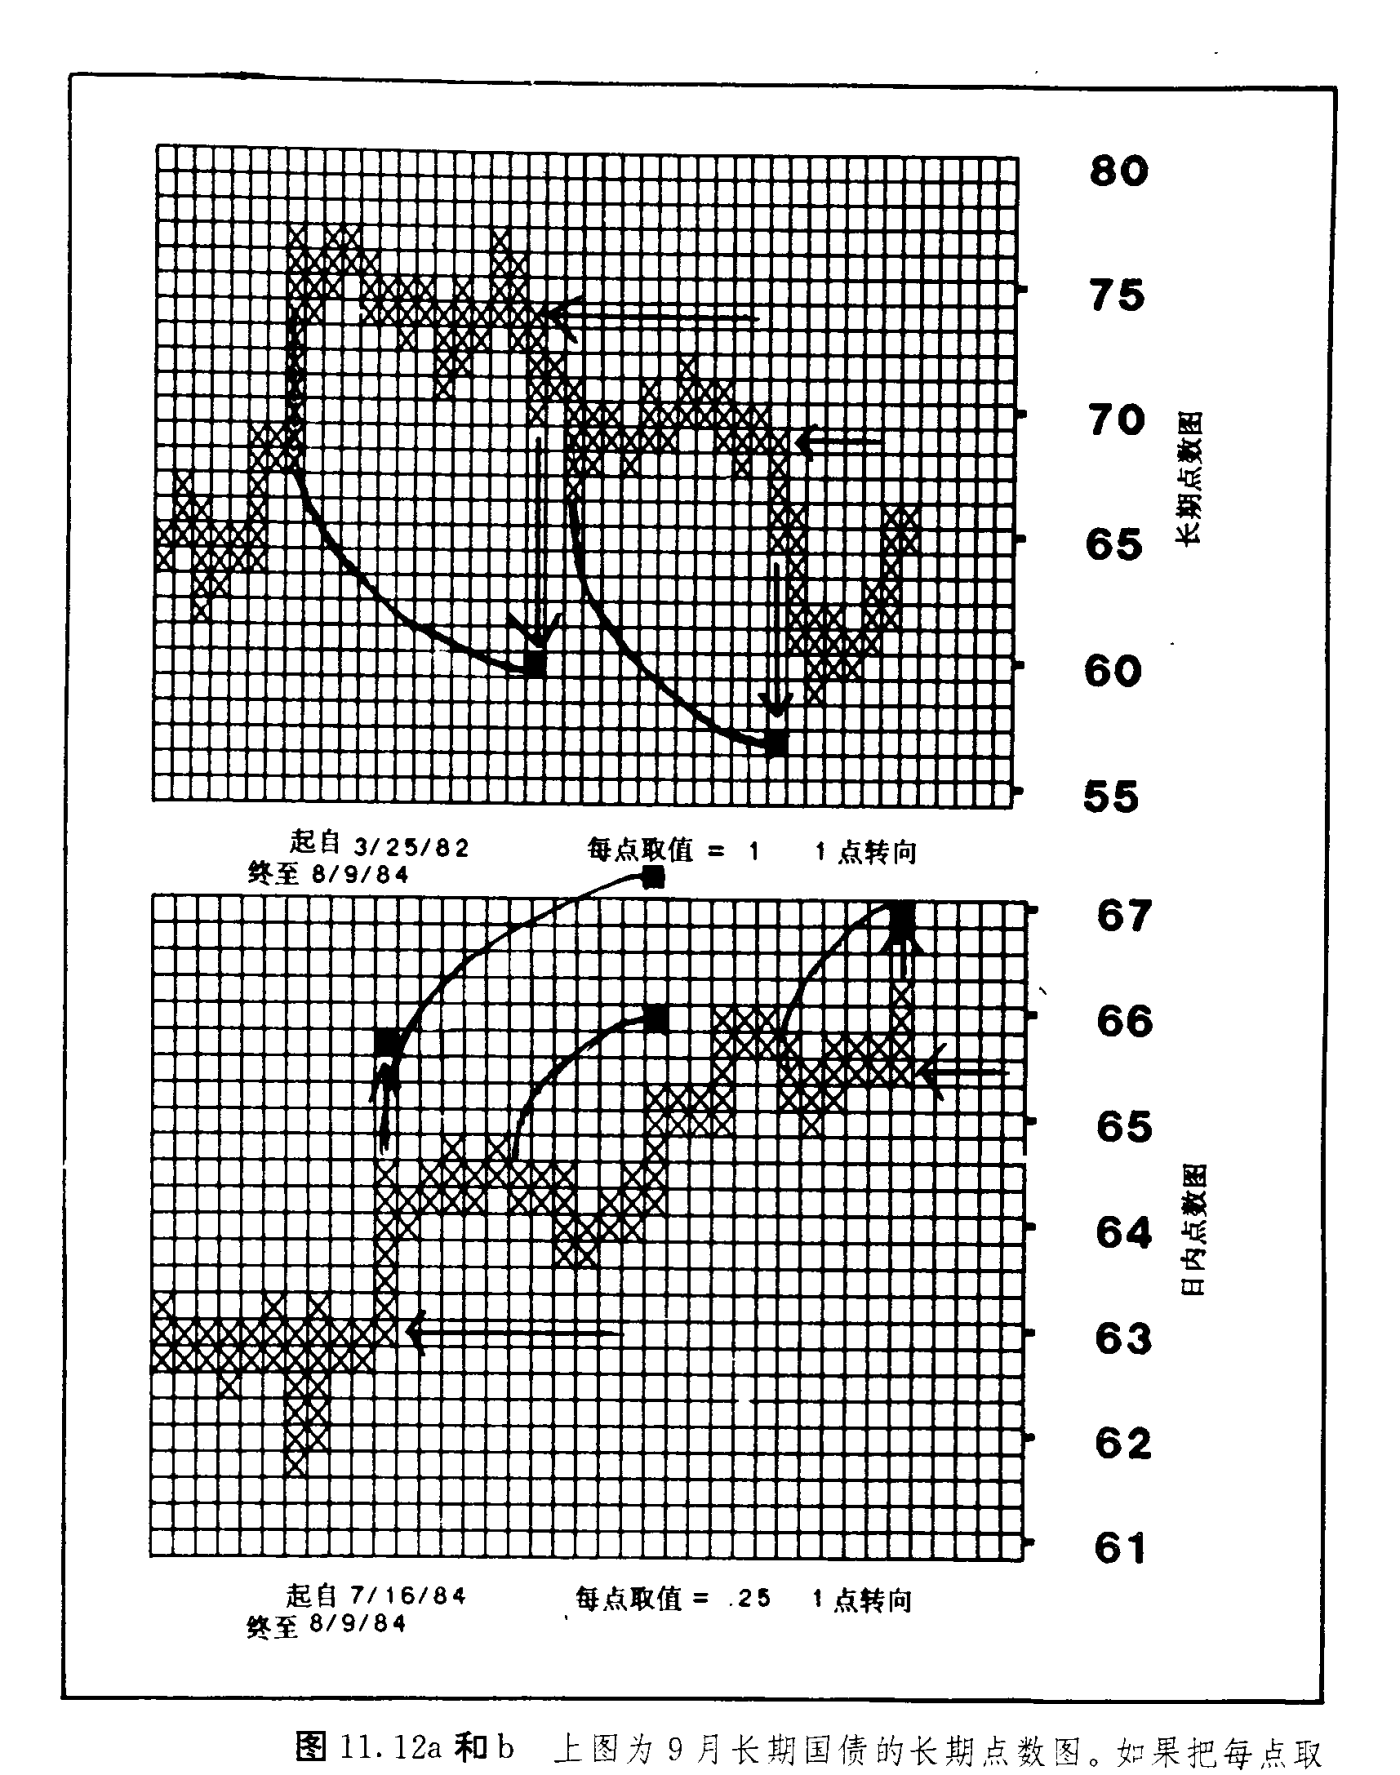 80
75
70
65
60
55
长期点数图
起自 3/25/82 每点取值 = 1 1 点转向
终至 8/9/84
67
66
65
64
63
62
61
日内点数图
起自 7/16/84 每点取值 = .25 1 点转向
终至 8/9/84
图 11.12a 和 b 上图为 9 月长期国债的长期点数图。如果把每点取